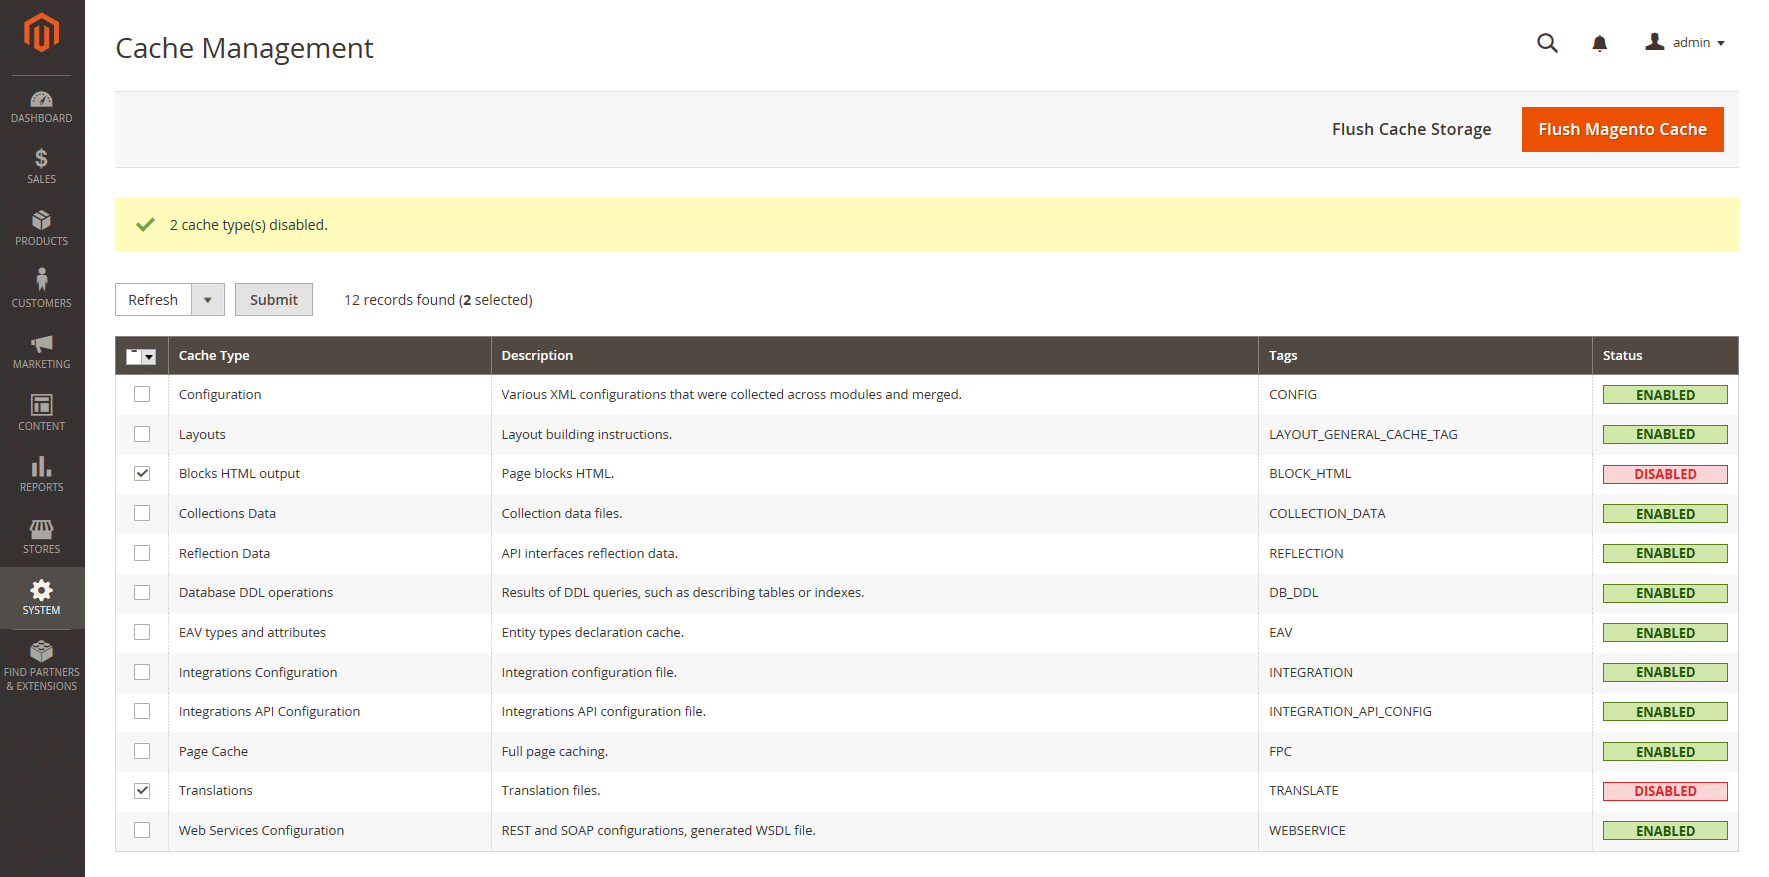 Cache Management
admin
DASHBOARD
SALES
PRODUCTS
CUSTOMERS
MARKETING
CONTENT
REPORTS
STORES
SYSTEM
FIND PARTNERS
& EXTENSIONS
Flush Cache Storage
Flush Magento Cache
2 cache type(s) disabled.
Refresh Submit 12 records found (2 selected)
Cache Type Description Tags Status
Configuration Various XML configurations that were collected across modules and merged. CONFIG ENABLED
Layouts Layout building instructions. LAYOUT_GENERAL_CACHE_TAG ENABLED
Blocks HTML output Page blocks HTML. BLOCK_HTML DISABLED
Collections Data Collection data files. COLLECTION_DATA ENABLED
Reflection Data API interfaces reflection data. REFLECTION ENABLED
Database DDL operations Results of DDL queries, such as describing tables or indexes. DB_DDL ENABLED
EAV types and attributes Entity types declaration cache. EAV ENABLED
Integrations Configuration Integration configuration file. INTEGRATION ENABLED
Integrations API Configuration Integrations API configuration file. INTEGRATION_API_CONFIG ENABLED
Page Cache Full page caching. FPC ENABLED
Translations Translation files. TRANSLATE DISABLED
Web Services Configuration REST and SOAP configurations, generated WSDL file. WEBSERVICE ENABLED